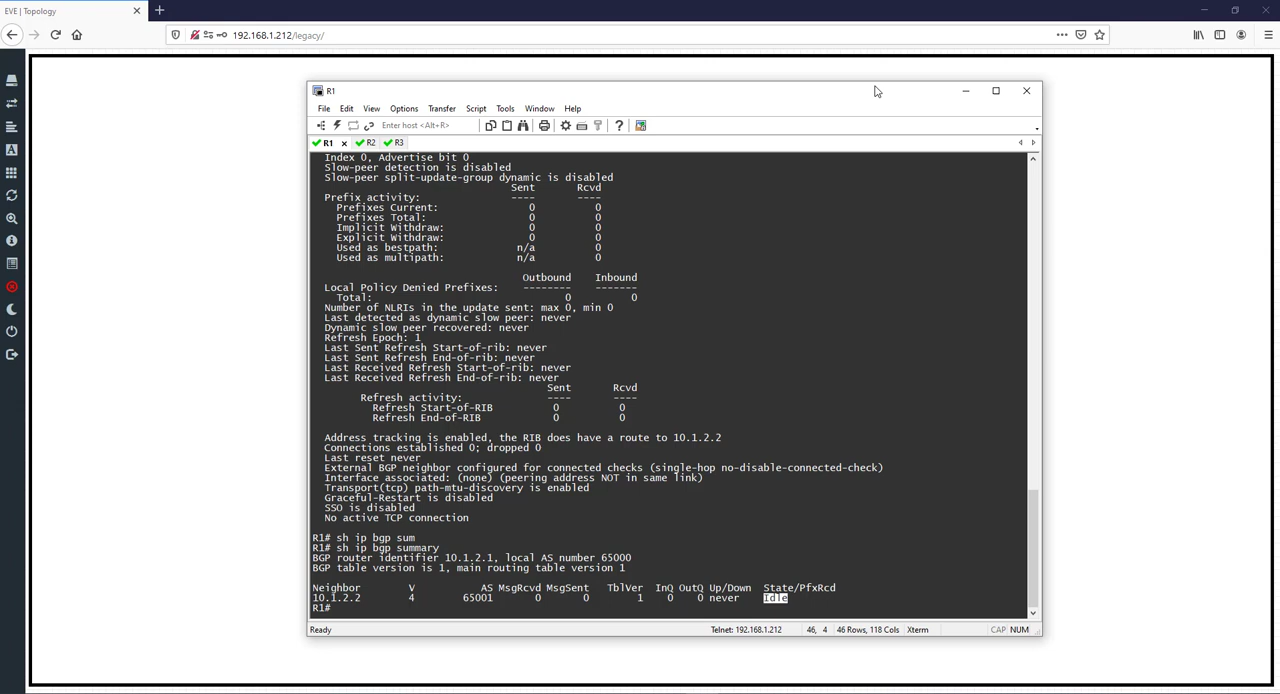 EVE | Topology
192.168.1.212/legacy/
R1
File Edit View Options Transfer Script Tools Window Help
Enter host <Alt+R>
R1 R2 R3
Index 0, Advertise bit 0
Slow-peer detection is disabled
Slow-peer split-update-group dynamic is disabled
Sent Rcvd
Prefix activity: ---- ----
Prefixes Current: 0 0
Prefixes Total: 0 0
Implicit Withdraw: 0 0
Explicit Withdraw: 0 0
Used as bestpath: n/a 0
Used as multipath: n/a 0
Outbound Inbound
Local Policy Denied Prefixes: -------- -------
Total: 0 0
Number of NLRIs in the update sent: max 0, min 0
Last detected as dynamic slow peer: never
Dynamic slow peer recovered: never
Refresh Epoch: 1
Last Sent Refresh Start-of-rib: never
Last Sent Refresh End-of-rib: never
Last Received Refresh Start-of-rib: never
Last Received Refresh End-of-rib: never
Sent Rcvd
Refresh activity: ---- ----
Refresh Start-of-RIB 0 0
Refresh End-of-RIB 0 0
Address tracking is enabled, the RIB does have a route to 10.1.2.2
Connections established 0; dropped 0
Last reset never
External BGP neighbor configured for connected checks (single-hop no-disable-connected-check)
Interface associated: (none) (peering address NOT in same link)
Transport(tcp) path-mtu-discovery is enabled
Graceful-Restart is disabled
SSO is disabled
No active TCP connection
R1# sh ip bgp sum
R1# sh ip bgp summary
BGP router identifier 10.1.2.1, local AS number 65000
BGP table version is 1, main routing table version 1
Neighbor V AS MsgRcvd MsgSent TblVer InQ OutQ Up/Down State/PfxRcd
10.1.2.2 4 65001 0 0 1 0 0 never Idle
R1#
Ready Telnet: 192.168.1.212 46, 4 46 Rows, 118 Cols Xterm CAP NUM